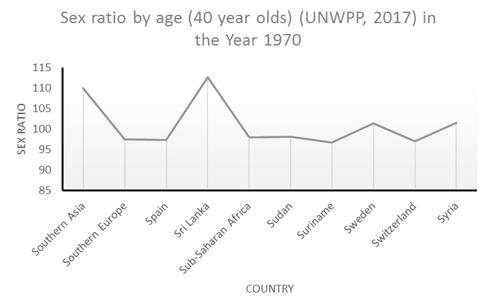 Sex ratio by age (40 year olds) (UNWPP, 2017) in
the Year 1970
115
110
105
100
95
90
85
SEX RATIO
Southern Asia
Southern Europe
Spain
Sri Lanka
Sub-Saharan Africa
Sudan
Suriname
Sweden
Switzerland
Syria
COUNTRY